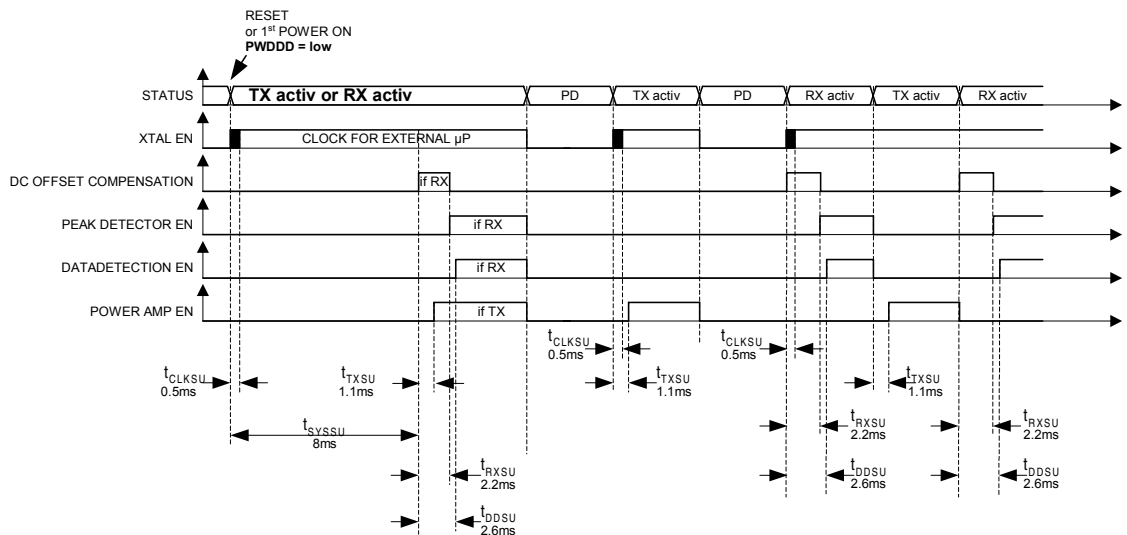 RESET
or 1st POWER ON
PWDDD = low
STATUS
TX activ or RX activ
PD
TX activ
PD
RX activ
TX activ
RX activ
XTAL EN
CLOCK FOR EXTERNAL µP
DC OFFSET COMPENSATION
if RX
PEAK DETECTOR EN
if RX
DATADETECTION EN
if RX
POWER AMP EN
if TX
tCLKSU
0.5ms
tCLKSU
0.5ms
tCLKSU
0.5ms
tTXSU
1.1ms
tTXSU
1.1ms
tTXSU
1.1ms
tSYSSU
8ms
tRXSU
2.2ms
tRXSU
2.2ms
tRXSU
2.2ms
tDDSU
2.6ms
tDDSU
2.6ms
tDDSU
2.6ms